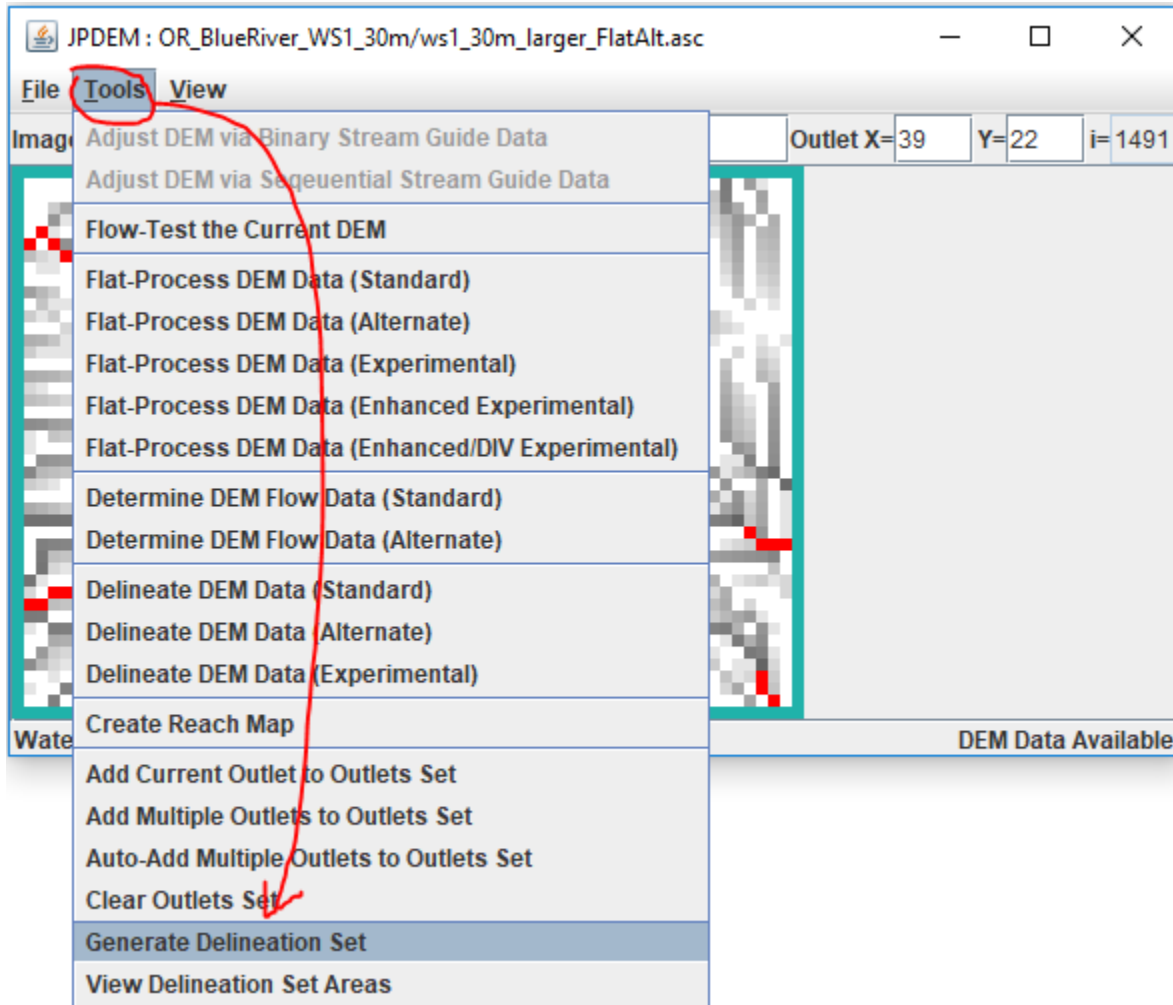 JPDEM : OR_BlueRiver_WS1_30m/ws1_30m_larger_FlatAlt.asc
File Tools View
Outlet X= 39 Y= 22 i= 1491
Adjust DEM via Binary Stream Guide Data
Adjust DEM via Seqeuential Stream Guide Data
Flow-Test the Current DEM
Flat-Process DEM Data (Standard)
Flat-Process DEM Data (Alternate)
Flat-Process DEM Data (Experimental)
Flat-Process DEM Data (Enhanced Experimental)
Flat-Process DEM Data (Enhanced/DIV Experimental)
Determine DEM Flow Data (Standard)
Determine DEM Flow Data (Alternate)
Delineate DEM Data (Standard)
Delineate DEM Data (Alternate)
Delineate DEM Data (Experimental)
Create Reach Map
DEM Data Available
Add Current Outlet to Outlets Set
Add Multiple Outlets to Outlets Set
Auto-Add Multiple Outlets to Outlets Set
Clear Outlets Set
Generate Delineation Set
View Delineation Set Areas